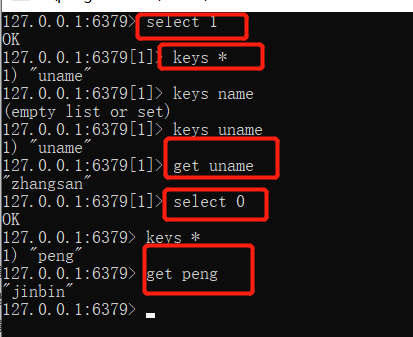 127.0.0.1:6379> select 1
OK
127.0.0.1:6379[1]> keys *
1) "uname"
127.0.0.1:6379[1]> keys name
(empty list or set)
127.0.0.1:6379[1]> keys uname
1) "uname"
127.0.0.1:6379[1]> get uname
"zhangsan"
127.0.0.1:6379[1]> select 0
OK
127.0.0.1:6379> keys *
1) "peng"
127.0.0.1:6379> get peng
"jinbin"
127.0.0.1:6379>